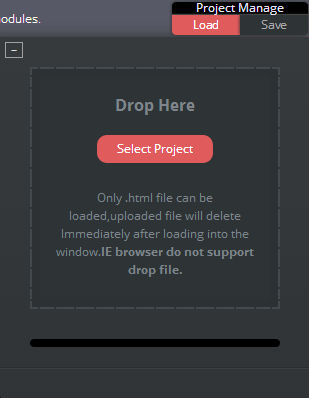 Project Manage
odules.
Load
Save
−
Drop Here
Select Project
Only .html file can be
loaded,uploaded file will delete
Immediately after loading into the
window.IE browser do not support
drop file.